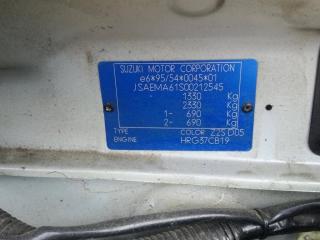 SUZUKI MOTOR CORPORATION
e6*95/54*0045*01
JSAEMA61S00212545
1330 Kg
2330 Kg
1- 690 Kg
2- 690 Kg
TYPE COLOR Z2S D05
ENGINE HRG37CB19